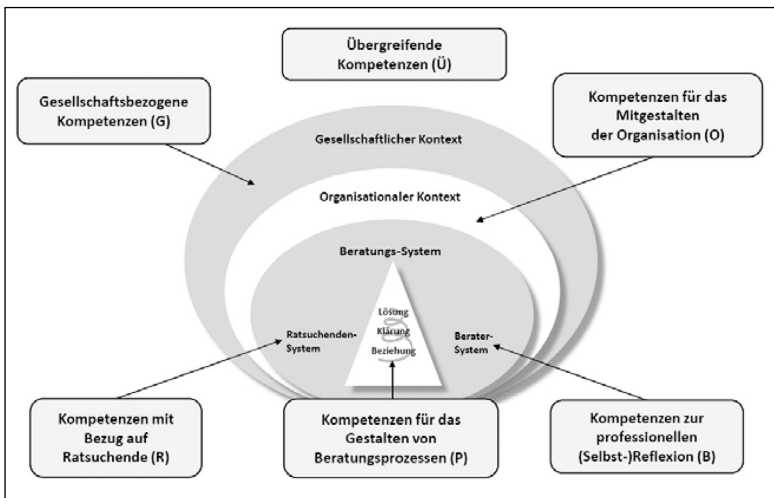 Übergreifende
Kompetenzen (Ü)
Gesellschaftsbezogene
Kompetenzen (G)
Kompetenzen für das
Mitgestalten
der Organisation (O)
Gesellschaftlicher Kontext
Organisationaler Kontext
Beratungs-System
Lösung
Klärung
Beziehung
Ratsuchenden-
System
Berater-
System
Kompetenzen mit
Bezug auf
Ratsuchende (R)
Kompetenzen für das
Gestalten von
Beratungsprozessen (P)
Kompetenzen zur
professionellen
(Selbst-)Reflexion (B)